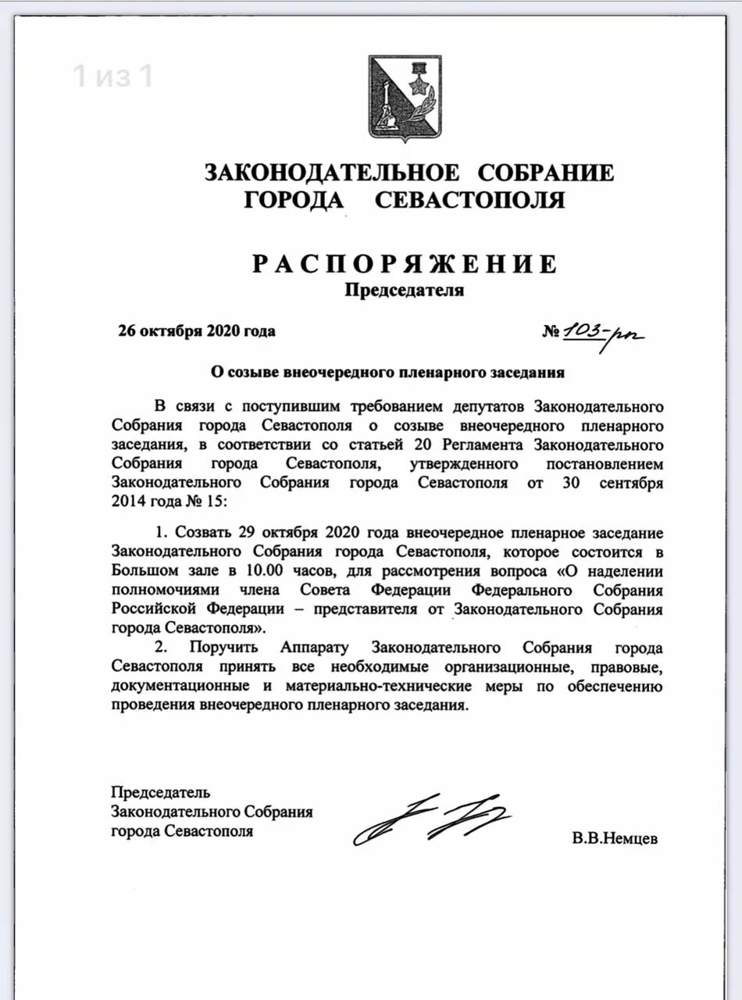 1 из 1
ЗАКОНОДАТЕЛЬНОЕ СОБРАНИЕ
ГОРОДА СЕВАСТОПОЛЯ
РАСПОРЯЖЕНИЕ
Председателя
26 октября 2020 года № 103-рп
О созыве внеочередного пленарного заседания
В связи с поступившим требованием депутатов Законодательного
Собрания города Севастополя о созыве внеочередного пленарного
заседания, в соответствии со статьей 20 Регламента Законодательного
Собрания города Севастополя, утвержденного постановлением
Законодательного Собрания города Севастополя от 30 сентября
2014 года № 15:
1. Созвать 29 октября 2020 года внеочередное пленарное заседание
Законодательного Собрания города Севастополя, которое состоится в
Большом зале в 10.00 часов, для рассмотрения вопроса «О наделении
полномочиями члена Совета Федерации Федерального Собрания
Российской Федерации – представителя от Законодательного Собрания
города Севастополя».
2. Поручить Аппарату Законодательного Собрания города
Севастополя принять все необходимые организационные, правовые,
документационные и материально-технические меры по обеспечению
проведения внеочередного пленарного заседания.
Председатель
Законодательного Собрания
города Севастополя
В.В.Немцев